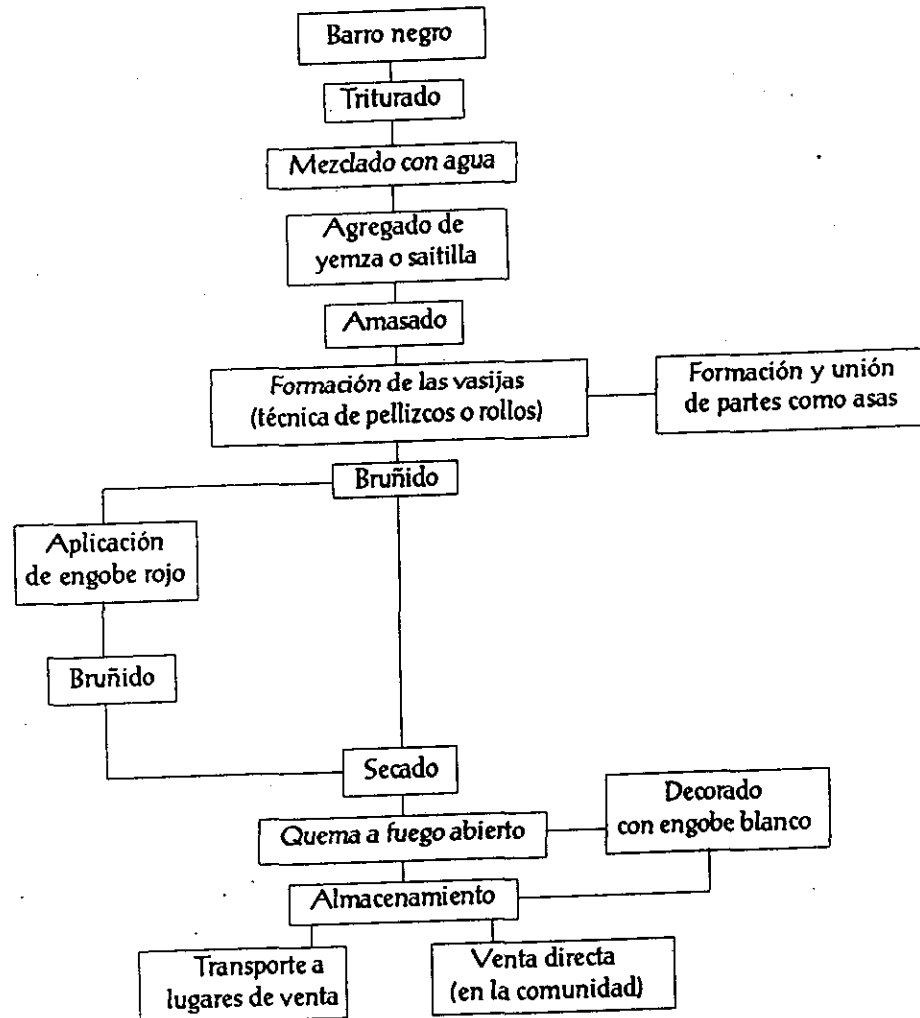 Barro negro
Triturado
Mezclado con agua
Agregado de
yemza o saitilla
Amasado
Formación de las vasijas
(técnica de pellizcos o rollos)
Formación y unión
de partes como asas
Bruñido
Aplicación
de engobe rojo
Bruñido
Secado
Decorado
con engobe blanco
Quema a fuego abierto
Almacenamiento
Transporte a
lugares de venta
Venta directa
(en la comunidad)